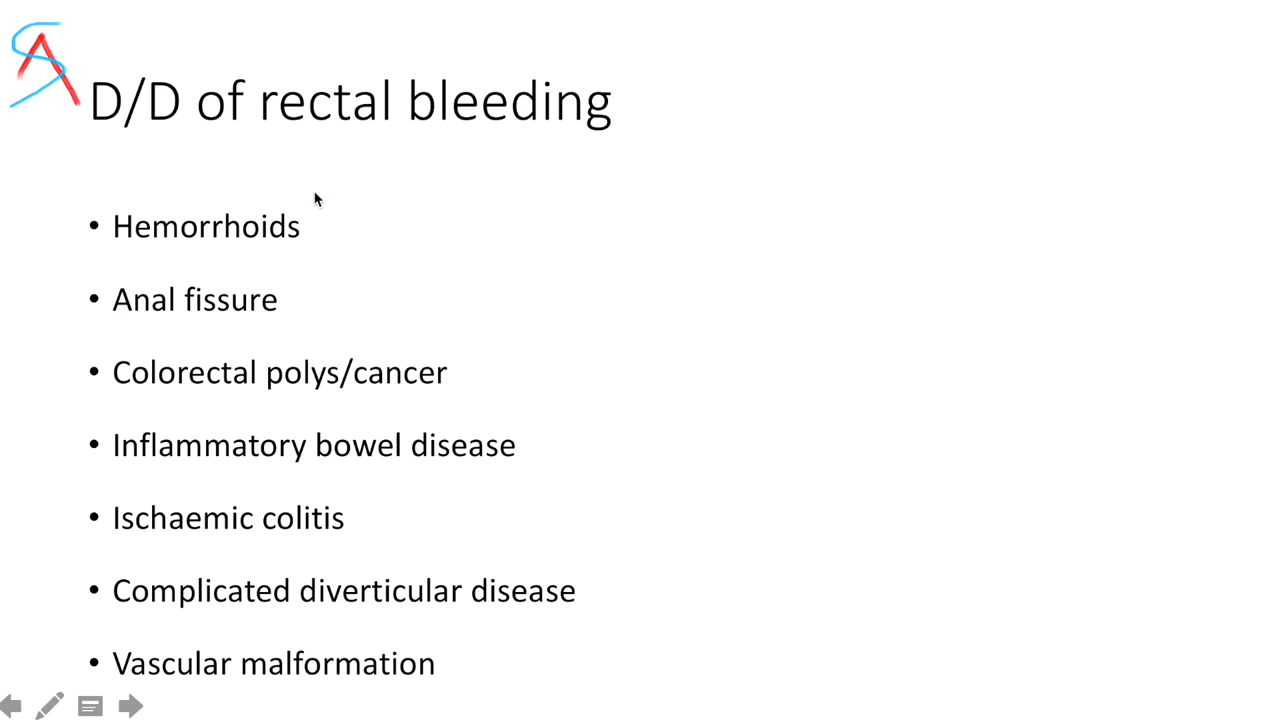 SA
D/D of rectal bleeding
• Hemorrhoids
• Anal fissure
• Colorectal polys/cancer
• Inflammatory bowel disease
• Ischaemic colitis
• Complicated diverticular disease
• Vascular malformation